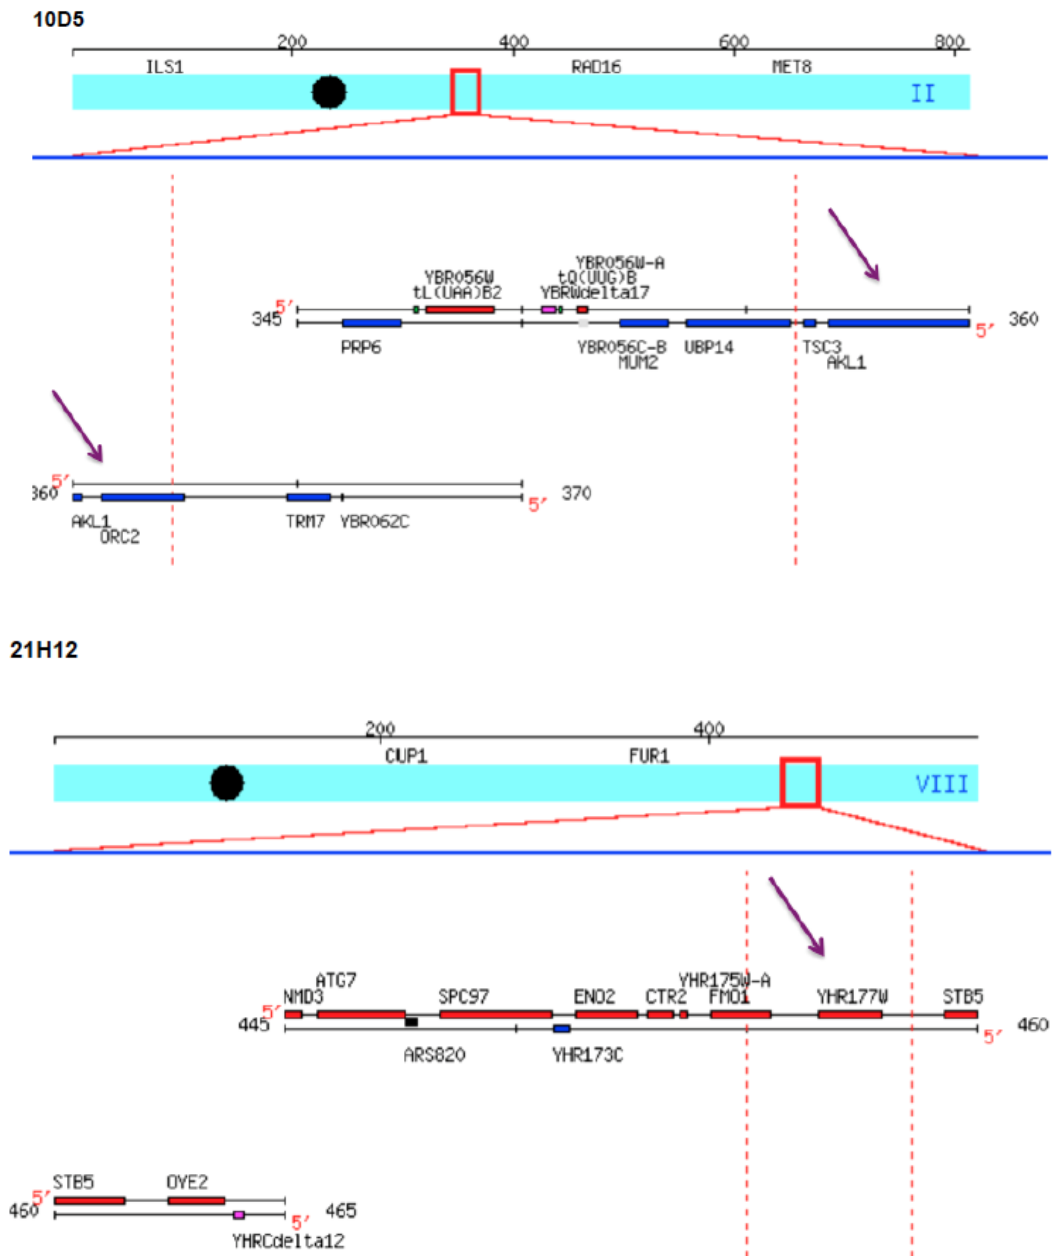 10D5
200 400 600 800
ILS1 RAD16 MET8
II
YBR056W-A
YBR056W tQ(UUG)B
tL(UAA)B2 YBRWdelta17
5'
345 360
5'
PRP6 YBR056C-B UBP14 TSC3
MUM2 AKL1
5'
360 370
5'
AKL1 TRM7 YBR062C
ORC2
21H12
200 400
CUP1 FUR1
VIII
ATG7 YHR175W-A
NMD3 SPC97 ENO2 CTR2 FMO1 YHR177W STB5
5'
445 460
5'
ARS820 YHR173C
STB5 OYE2
5'
460 465
5'
YHRCdelta12